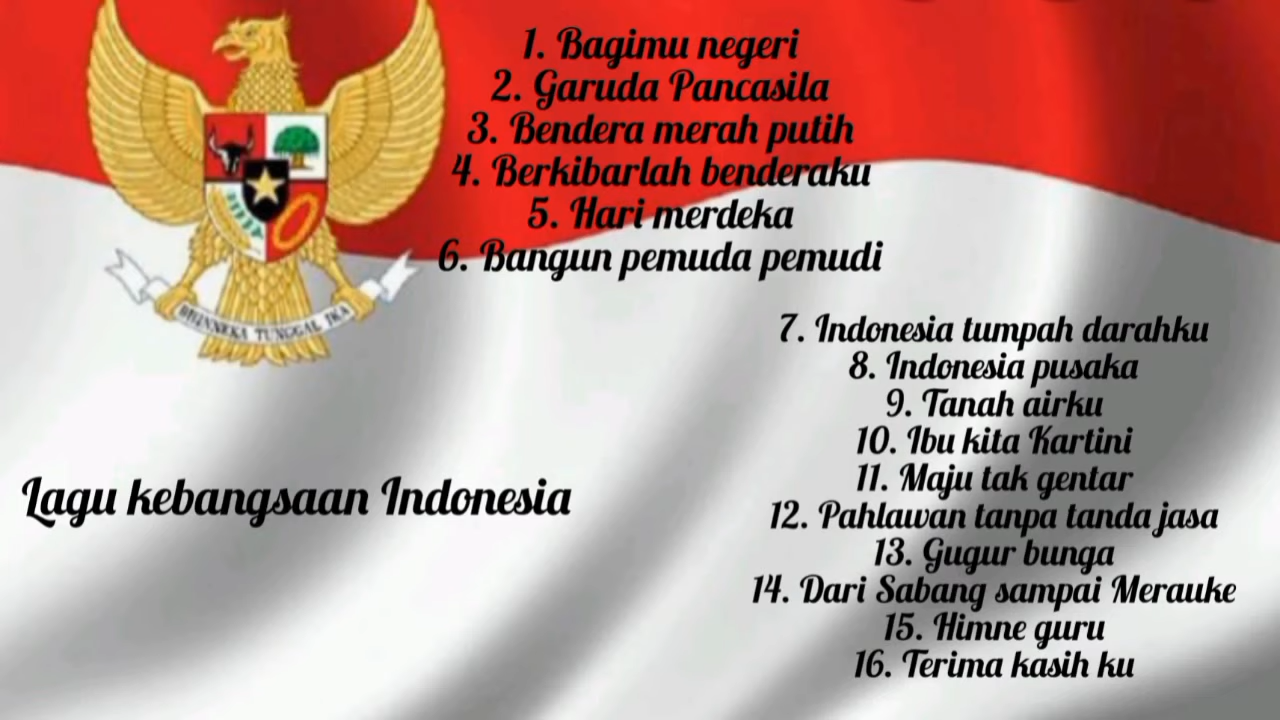 1. Bagimu negeri
2. Garuda Pancasila
3. Bendera merah putih
4. Berkibarlah benderaku
5. Hari merdeka
6. Bangun pemuda pemudi
BHINNEKA TUNGGAL IKA
7. Indonesia tumpah darahku
8. Indonesia pusaka
9. Tanah airku
10. Ibu kita Kartini
11. Maju tak gentar
12. Pahlawan tanpa tanda jasa
13. Gugur bunga
14. Dari Sabang sampai Merauke
15. Himne guru
16. Terima kasih ku
Lagu kebangsaan Indonesia